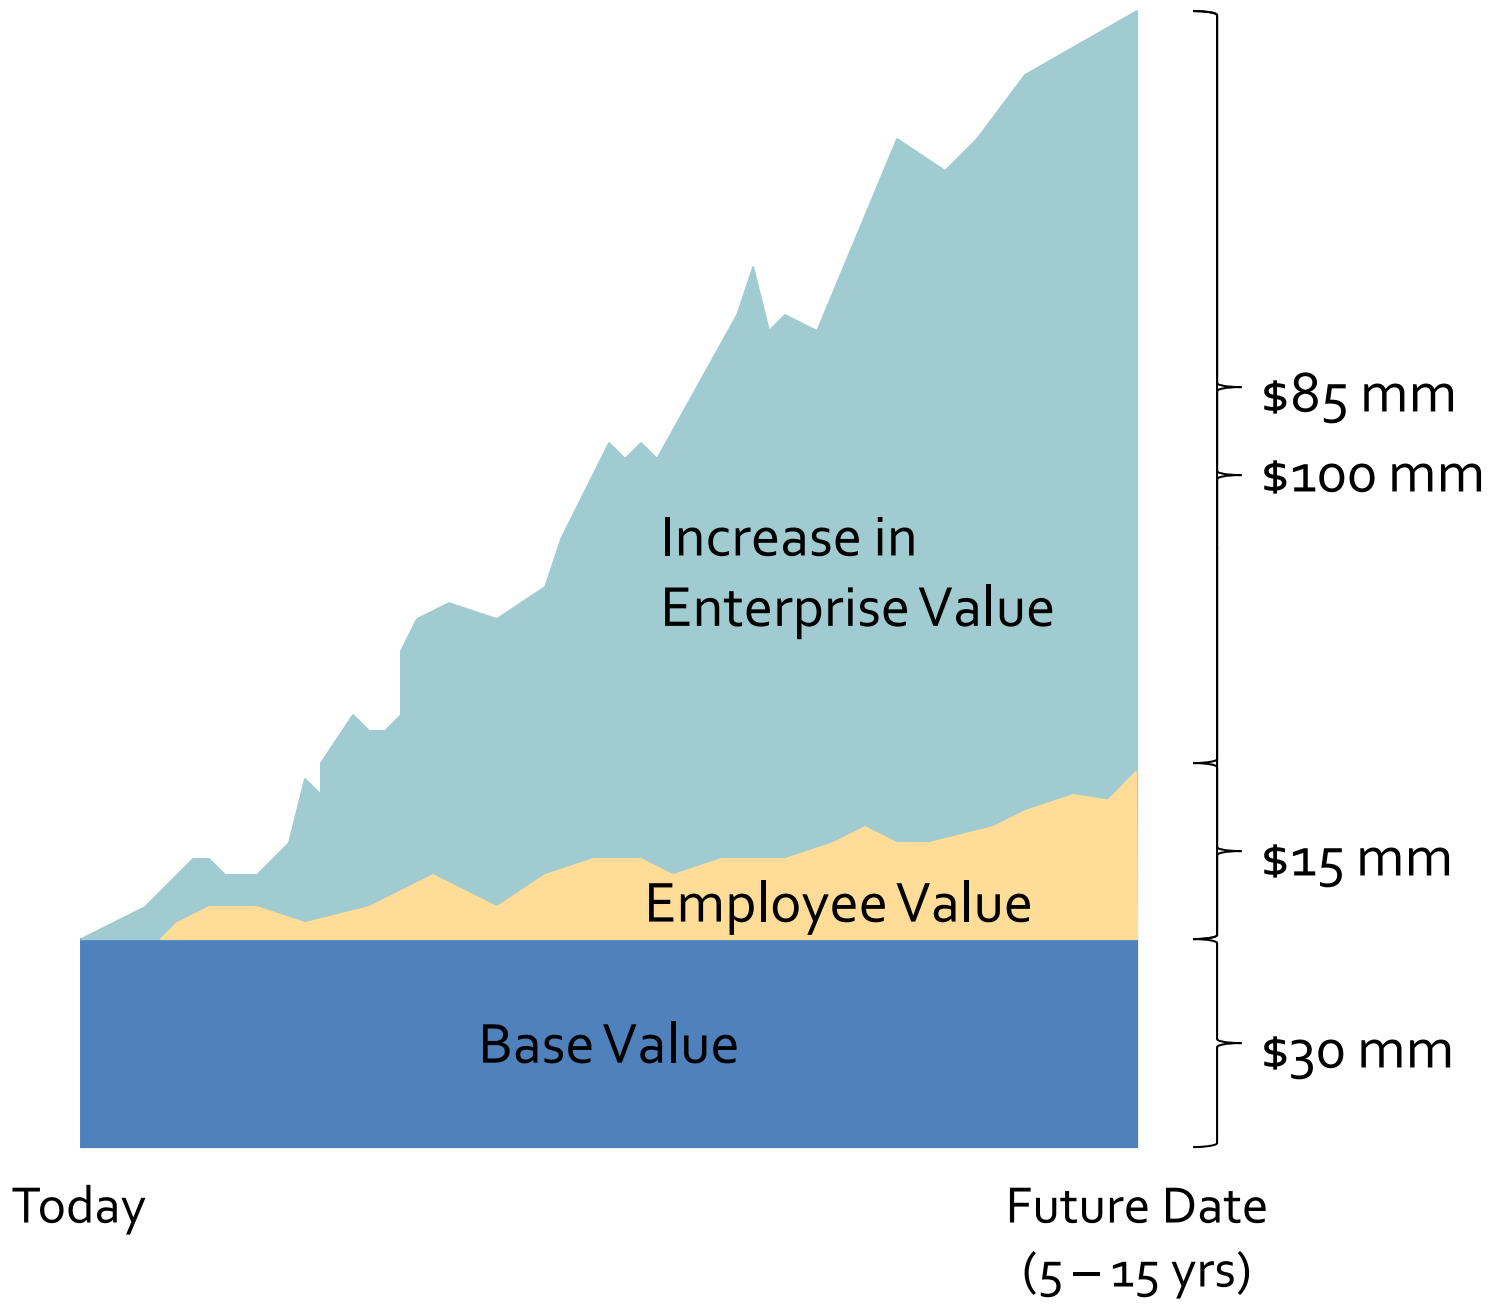 $85 mm
$100 mm
Increase in
Enterprise Value
$15 mm
Employee Value
Base Value
$30 mm
Today
Future Date
(5 – 15 yrs)